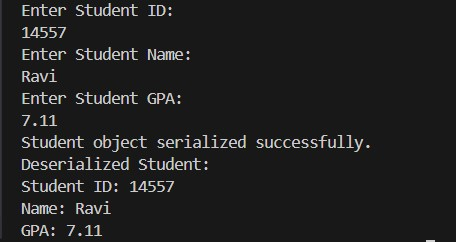 Enter Student ID:
14557
Enter Student Name:
Ravi
Enter Student GPA:
7.11
Student object serialized successfully.
Deserialized Student:
Student ID: 14557
Name: Ravi
GPA: 7.11